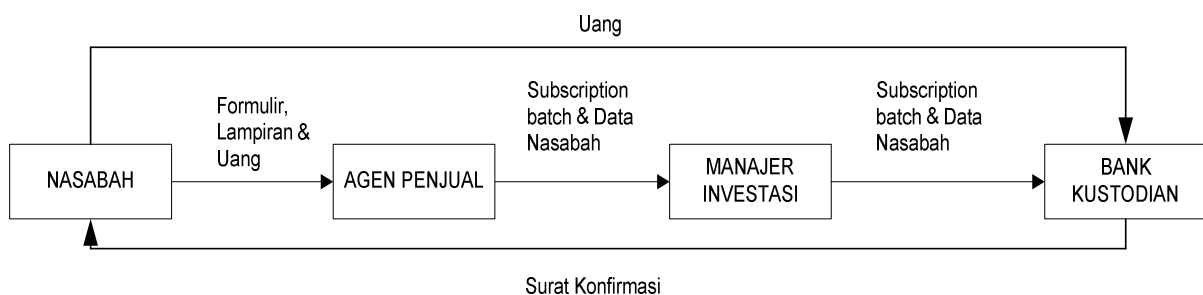 Uang
Formulir,
Lampiran &
Uang
Subscription
batch & Data
Nasabah
Subscription
batch & Data
Nasabah
NASABAH
AGEN PENJUAL
MANAJER
INVESTASI
BANK
KUSTODIAN
Surat Konfirmasi